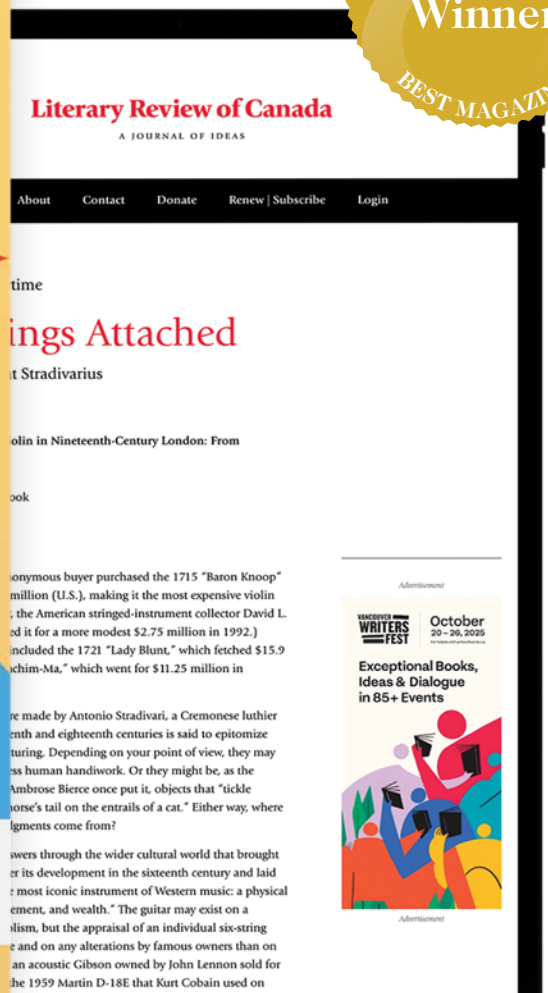 Winner
BEST MAGAZIN
Literary Review of Canada
A JOURNAL OF IDEAS
About Contact Donate Renew | Subscribe Login
time
ings Attached
t Stradivarius
olin in Nineteenth-Century London: From
ook
onymous buyer purchased the 1715 “Baron Knoop”
million (U.S.), making it the most expensive violin
, the American stringed-instrument collector David L.
ed it for a more modest $2.75 million in 1992.)
included the 1721 “Lady Blunt,” which fetched $15.9
achim-Ma,” which went for $11.25 million in
re made by Antonio Stradivari, a Cremonese luthier
enth and eighteenth centuries is said to epitomize
turing. Depending on your point of view, they may
ss human handiwork. Or they might be, as the
Ambrose Bierce once put it, objects that “tickle
horse’s tail on the entrails of a cat.” Either way, where
dgments come from?
swers through the wider cultural world that brought
er its development in the sixteenth century and laid
e most iconic instrument of Western music: a physical
ement, and wealth.” The guitar may exist on a
olism, but the appraisal of an individual six-string
e and on any alterations by famous owners than on
an acoustic Gibson owned by John Lennon sold for
the 1959 Martin D-18E that Kurt Cobain used on
Advertisement
VANCOUVER
WRITERS
FEST
October
20–26, 2025
Exceptional Books,
Ideas & Dialogue
in 85+ Events
Advertisement